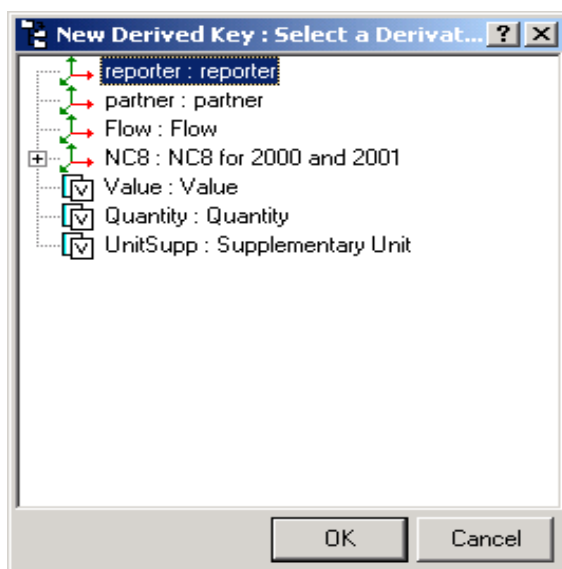 New Derived Key : Select a Derivat... ? X
reporter : reporter
partner : partner
Flow : Flow
NC8 : NC8 for 2000 and 2001
Value : Value
Quantity : Quantity
UnitSupp : Supplementary Unit
OK Cancel